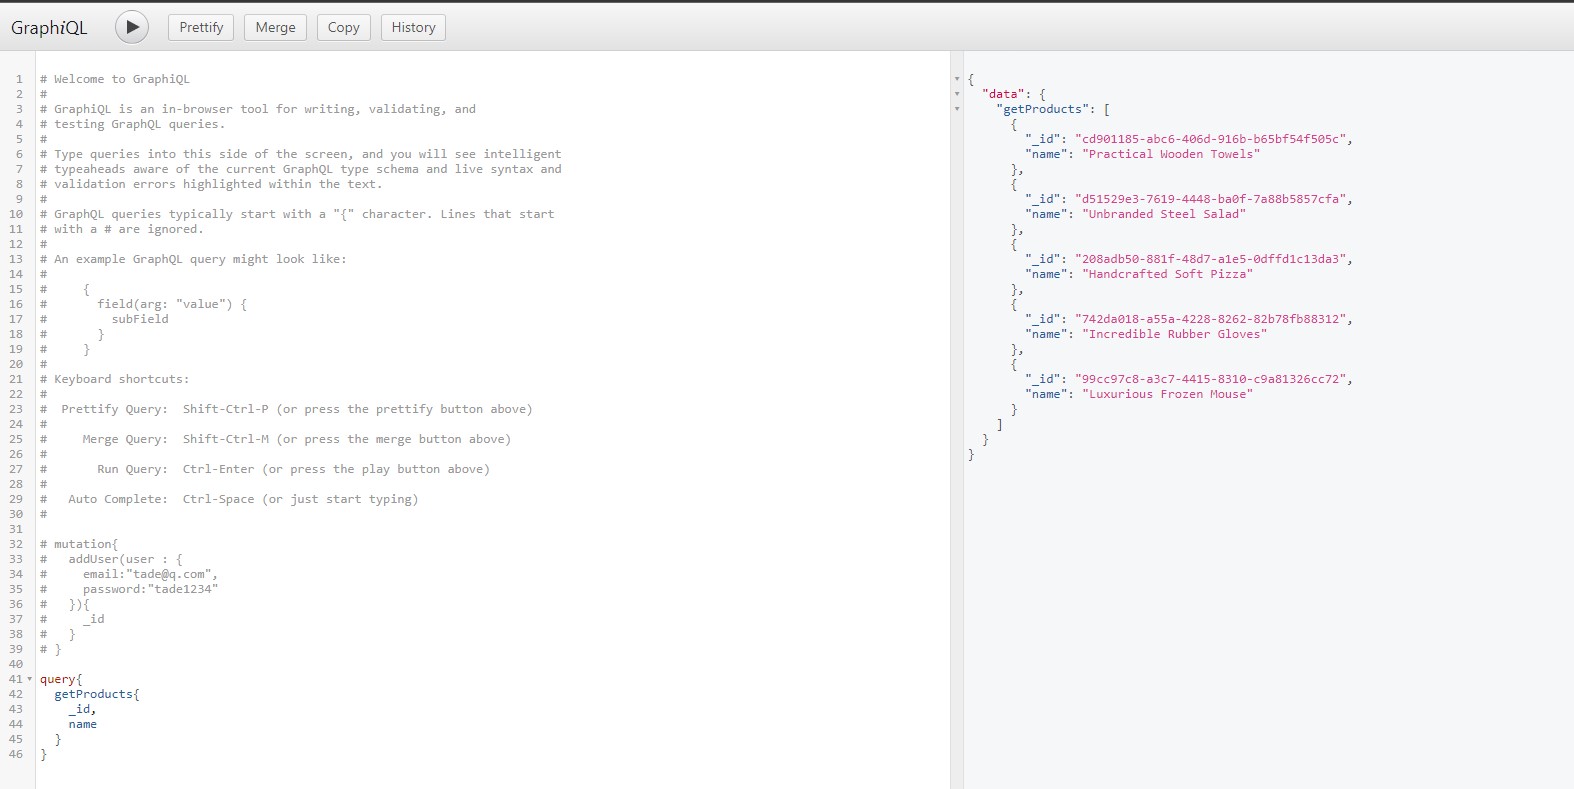 GraphiQL
Prettify
Merge
Copy
History
1 # Welcome to GraphiQL
2 #
3 # GraphiQL is an in-browser tool for writing, validating, and
4 # testing GraphQL queries.
5 #
6 # Type queries into this side of the screen, and you will see intelligent
7 # typeaheads aware of the current GraphQL type schema and live syntax and
8 # validation errors highlighted within the text.
9 #
10 # GraphQL queries typically start with a "{" character. Lines that start
11 # with a # are ignored.
12 #
13 # An example GraphQL query might look like:
14 #
15 #     {
16 #       field(arg: "value") {
17 #         subField
18 #       }
19 #     }
20 #
21 # Keyboard shortcuts:
22 #
23 #  Prettify Query:  Shift-Ctrl-P (or press the prettify button above)
24 #
25 #     Merge Query:  Shift-Ctrl-M (or press the merge button above)
26 #
27 #       Run Query:  Ctrl-Enter (or press the play button above)
28 #
29 #   Auto Complete:  Ctrl-Space (or just start typing)
30 #
31
32 # mutation{
33 #   addUser(user : {
34 #     email:"tade@q.com",
35 #     password:"tade1234"
36 #   }){
37 #     _id
38 #   }
39 # }
40
41 query{
42   getProducts{
43     _id,
44     name
45   }
46 }
{
  "data": {
    "getProducts": [
      {
        "_id": "cd901185-abc6-406d-916b-b65bf54f505c",
        "name": "Practical Wooden Towels"
      },
      {
        "_id": "d51529e3-7619-4448-ba0f-7a88b5857cfa",
        "name": "Unbranded Steel Salad"
      },
      {
        "_id": "208adb50-881f-48d7-a1e5-0dffd1c13da3",
        "name": "Handcrafted Soft Pizza"
      },
      {
        "_id": "742da018-a55a-4228-8262-82b78fb88312",
        "name": "Incredible Rubber Gloves"
      },
      {
        "_id": "99cc97c8-a3c7-4415-8310-c9a81326cc72",
        "name": "Luxurious Frozen Mouse"
      }
    ]
  }
}